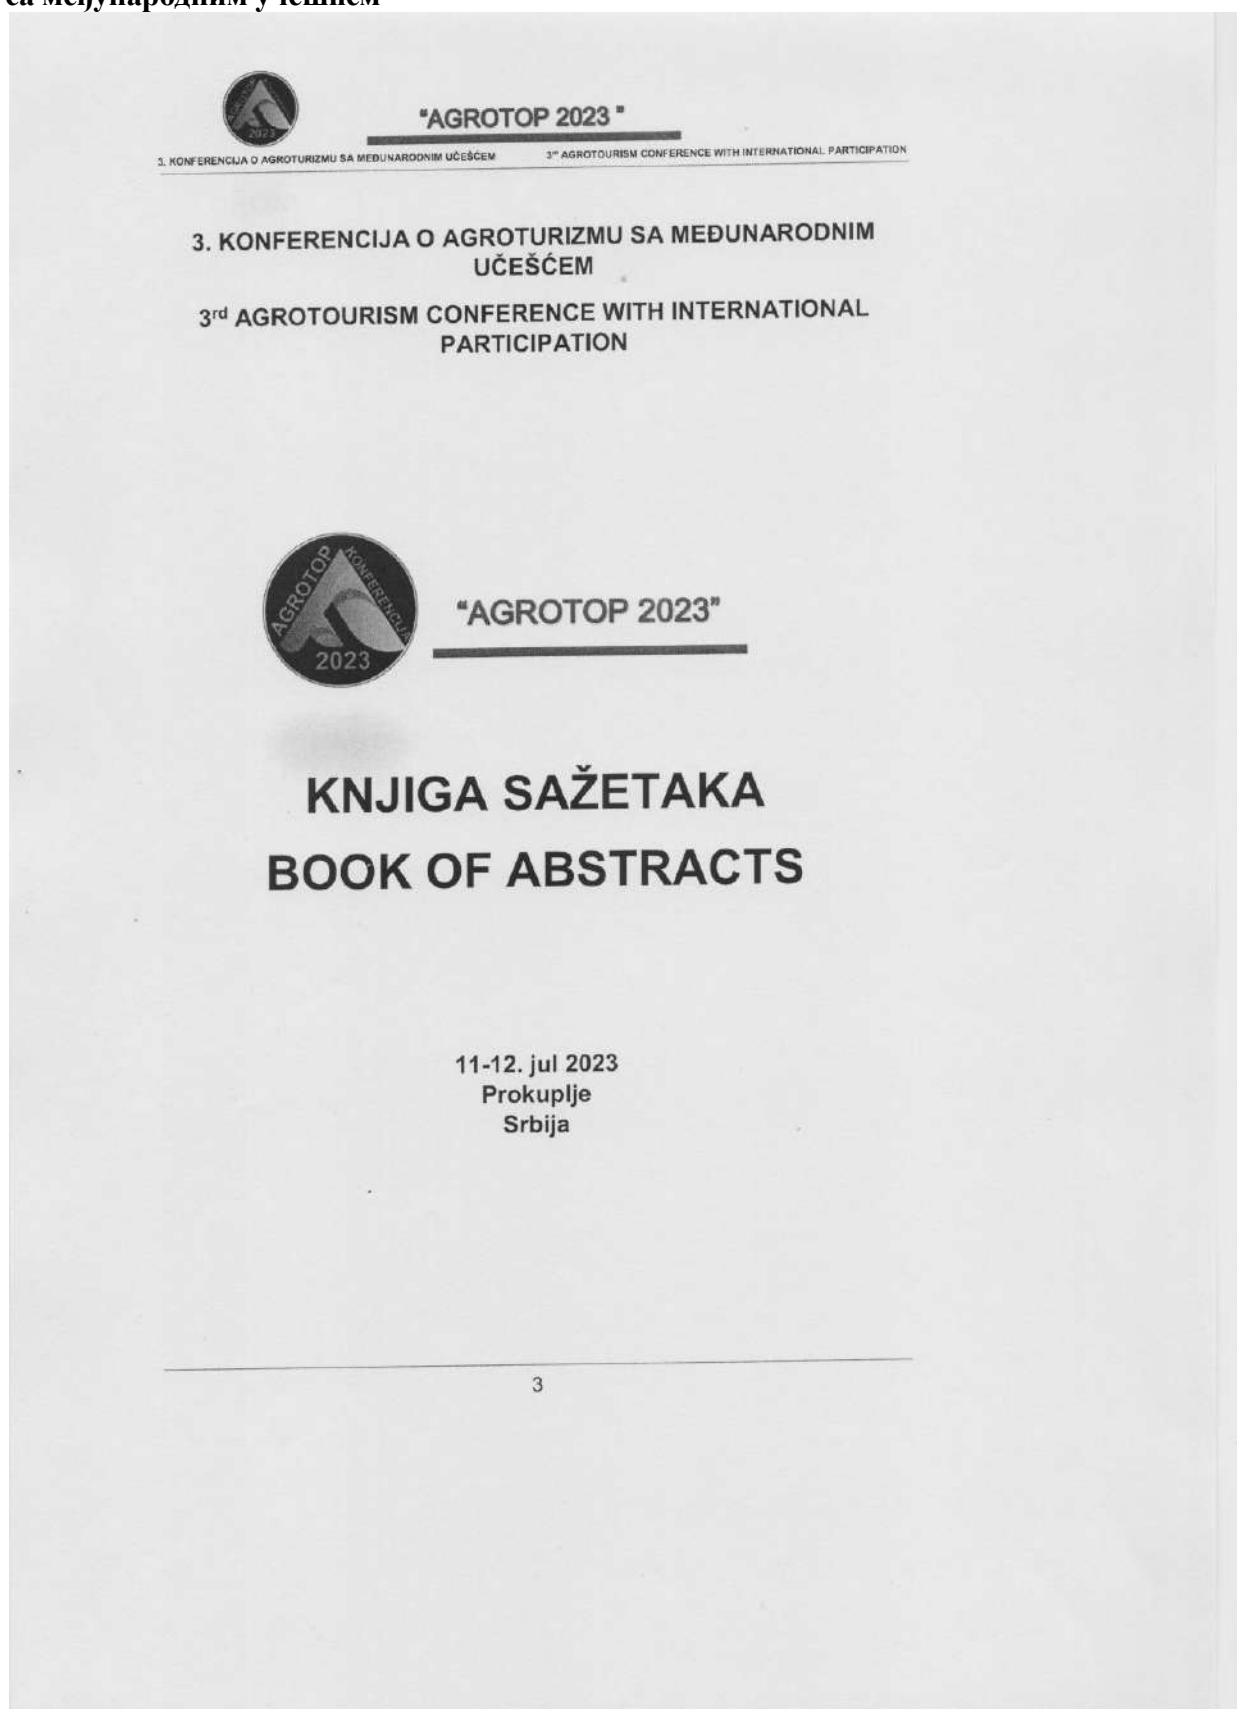 са међународним учешћем
"AGROTOP 2023 "
3. KONFERENCIJA O AGROTURIZMU SA MEĐUNARODNIM UČEŠĆEM 3rd AGROTOURISM CONFERENCE WITH INTERNATIONAL PARTICIPATION
3. KONFERENCIJA O AGROTURIZMU SA MEĐUNARODNIM
UČEŠĆEM
3rd AGROTOURISM CONFERENCE WITH INTERNATIONAL
PARTICIPATION
AGROTOP KONFERENCIJA
2023
"AGROTOP 2023"
KNJIGA SAŽETAKA
BOOK OF ABSTRACTS
11-12. jul 2023
Prokuplje
Srbija
3